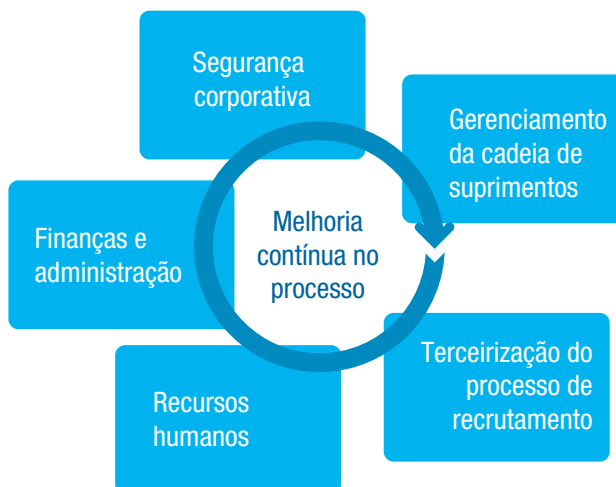 Segurança
corporativa
Gerenciamento
da cadeia de
suprimentos
Finanças e
administração
Melhoria
contínua no
processo
Terceirização do
processo de
recrutamento
Recursos
humanos